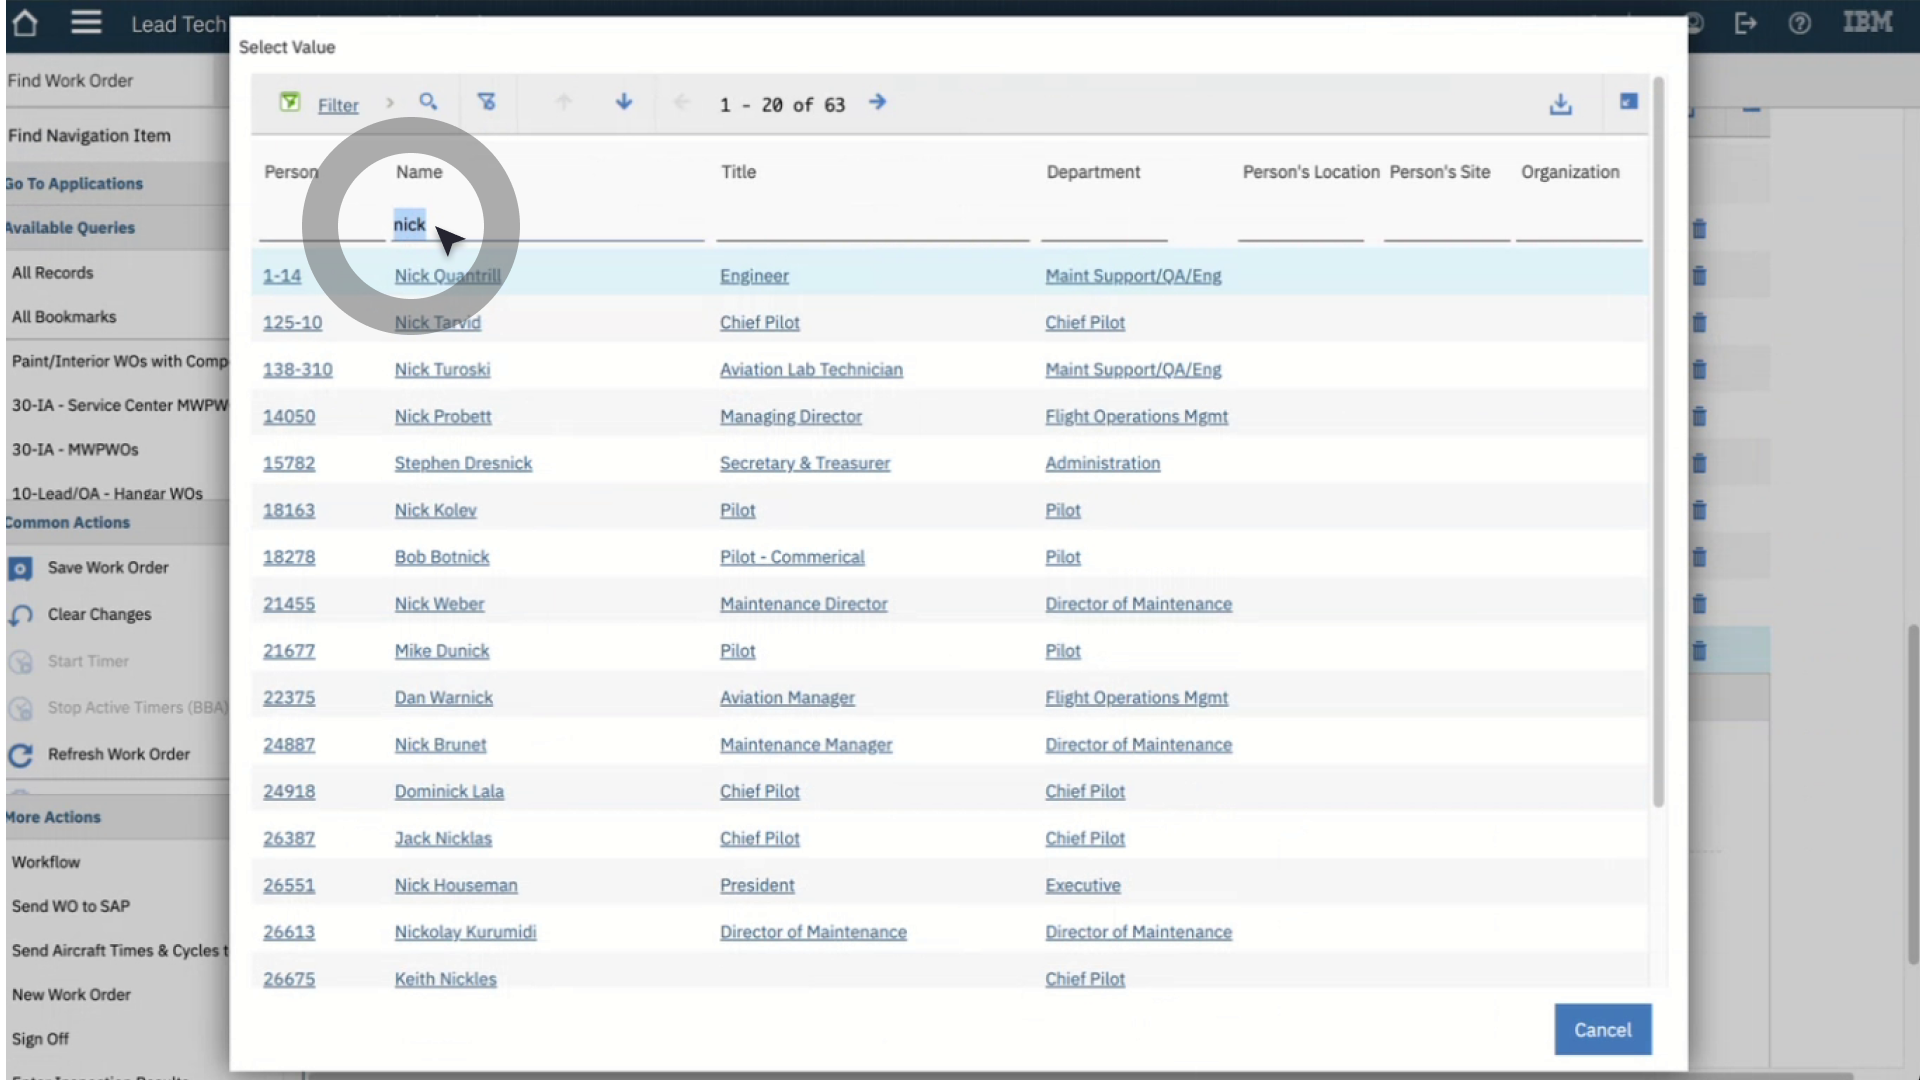 Lead Tech
IBM
Find Work Order
Find Navigation Item
Go To Applications
Available Queries
All Records
All Bookmarks
Paint/Interior WOs with Comp
30-IA - Service Center MWPW
30-IA - MWPWOs
10-Lead/QA - Hangar WOs
Common Actions
Save Work Order
Clear Changes
Start Timer
Stop Active Timers (BBA)
Refresh Work Order
More Actions
Workflow
Send WO to SAP
Send Aircraft Times & Cycles t
New Work Order
Sign Off
Select Value
Filter 1 - 20 of 63
Person Name Title Department Person's Location Person's Site Organization
nick
1-14 Nick Quantrill Engineer Maint Support/QA/Eng
125-10 Nick Tarvid Chief Pilot Chief Pilot
138-310 Nick Turoski Aviation Lab Technician Maint Support/QA/Eng
14050 Nick Probett Managing Director Flight Operations Mgmt
15782 Stephen Dresnick Secretary & Treasurer Administration
18163 Nick Kolev Pilot Pilot
18278 Bob Botnick Pilot - Commerical Pilot
21455 Nick Weber Maintenance Director Director of Maintenance
21677 Mike Dunick Pilot Pilot
22375 Dan Warnick Aviation Manager Flight Operations Mgmt
24887 Nick Brunet Maintenance Manager Director of Maintenance
24918 Dominick Lala Chief Pilot Chief Pilot
26387 Jack Nicklas Chief Pilot Chief Pilot
26551 Nick Houseman President Executive
26613 Nickolay Kurumidi Director of Maintenance Director of Maintenance
26675 Keith Nickles Chief Pilot
Cancel